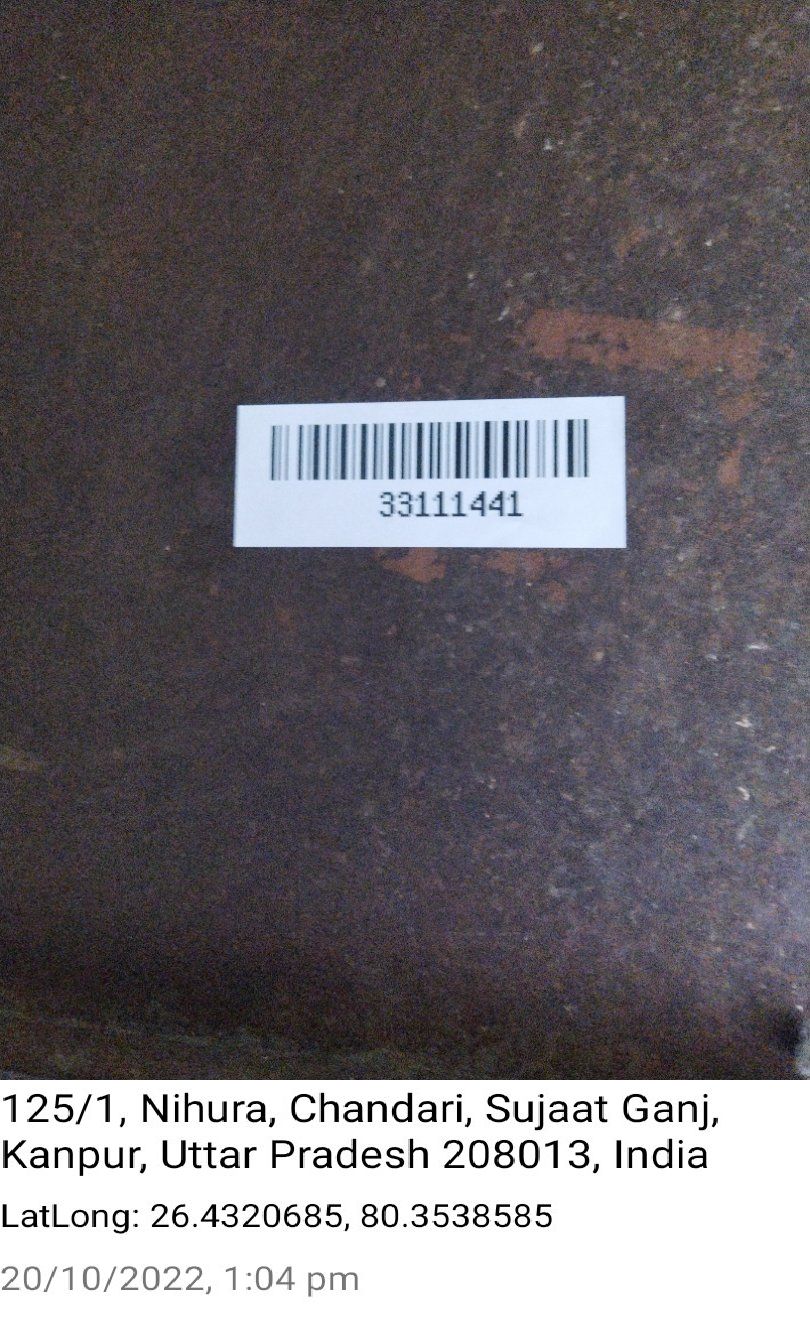 33111441
125/1, Nihura, Chandari, Sujaat Ganj,
Kanpur, Uttar Pradesh 208013, India
LatLong: 26.4320685, 80.3538585
20/10/2022, 1:04 pm